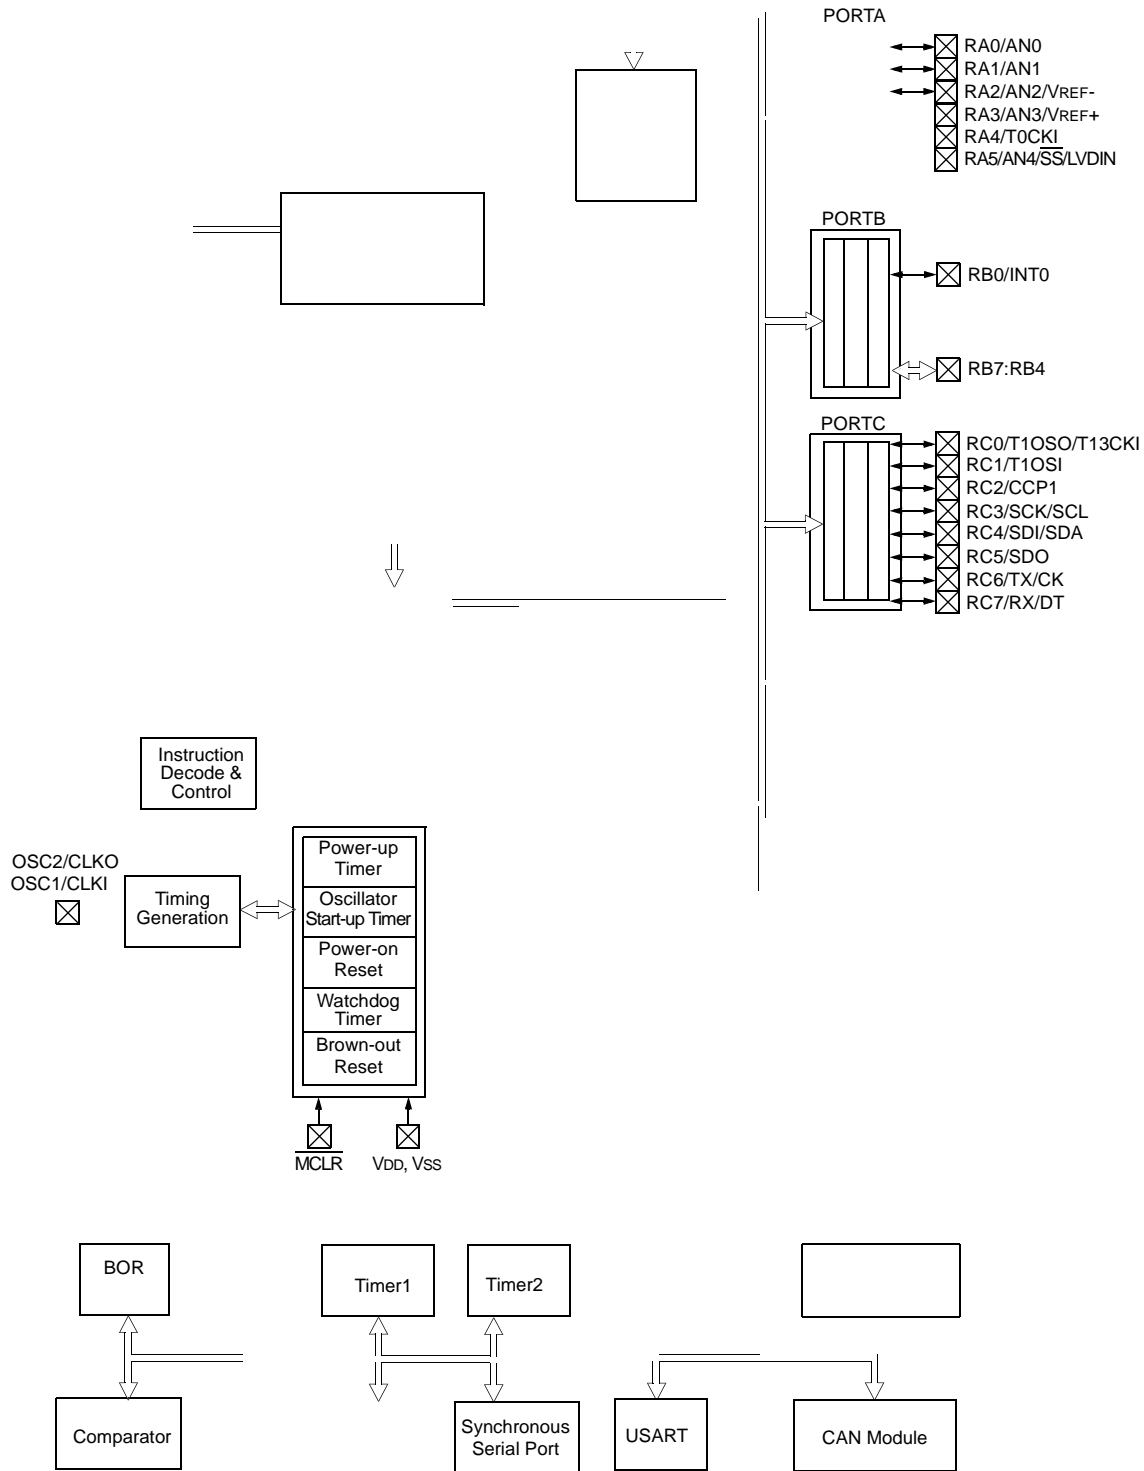 PORTA
RA0/AN0
RA1/AN1
RA2/AN2/VREF-
RA3/AN3/VREF+
RA4/T0CKI
RA5/AN4/SS/LVDIN
PORTB
RB0/INT0
RB7:RB4
PORTC
RC0/T1OSO/T13CKI
RC1/T1OSI
RC2/CCP1
RC3/SCK/SCL
RC4/SDI/SDA
RC5/SDO
RC6/TX/CK
RC7/RX/DT
Instruction
Decode &
Control
OSC2/CLKO
OSC1/CLKI
Timing
Generation
Power-up
Timer
Oscillator
Start-up Timer
Power-on
Reset
Watchdog
Timer
Brown-out
Reset
MCLR
VDD, VSS
BOR
Timer1
Timer2
Comparator
Synchronous
Serial Port
USART
CAN Module